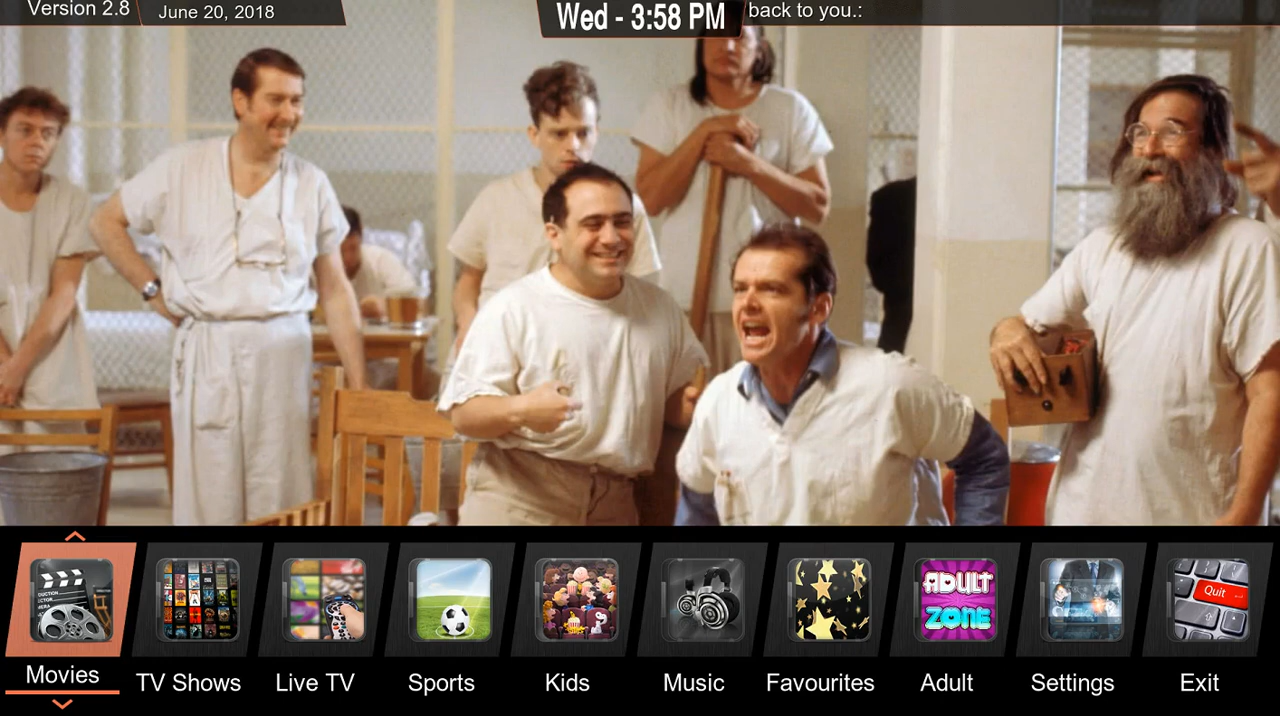 Version 2.8
June 20, 2018
Wed - 3:58 PM
back to you.:
ADULT
ZONE
Quit
Movies
TV Shows
Live TV
Sports
Kids
Music
Favourites
Adult
Settings
Exit